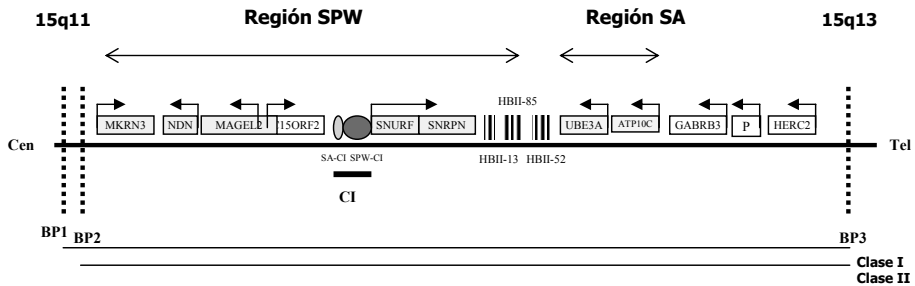 Región SPW
Región SA
15q11
15q13
HBII-85
MKRN3
NDN
MAGEL2
C15ORF2
SNURF
SNRPN
UBE3A
ATP10C
GABRB3
P
HERC2
Cen
Tel
SA-CI
SPW-CI
HBII-13
HBII-52
CI
BP1
BP2
BP3
Clase I
Clase II